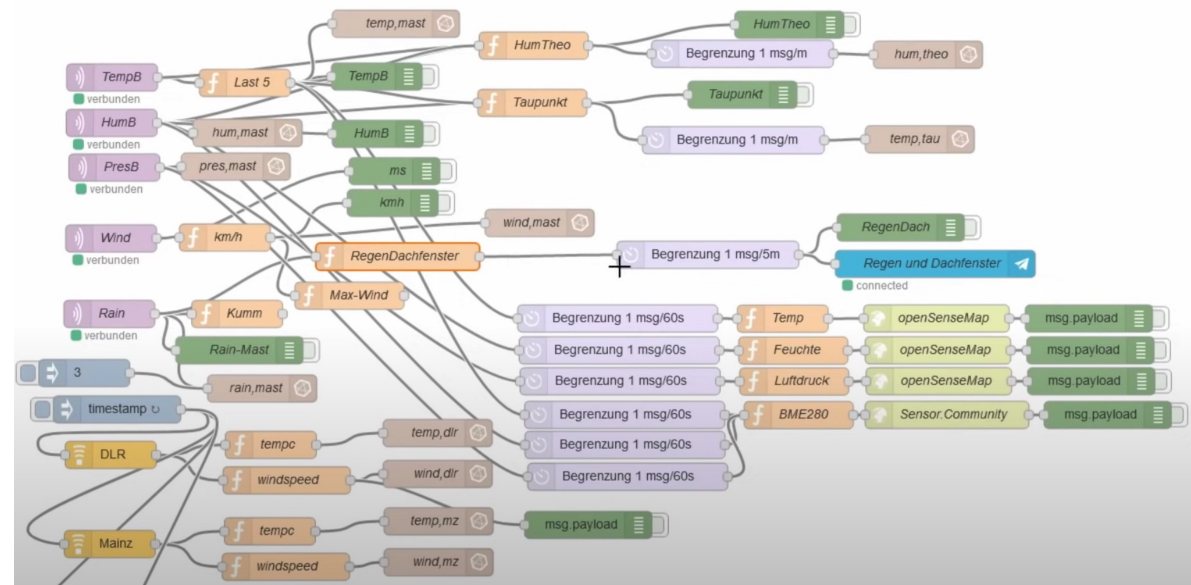 temp,mast
HumTheo
HumTheo
Begrenzung 1 msg/m
hum,theo
TempB
verbunden
Last 5
TempB
Taupunkt
Taupunkt
HumB
verbunden
hum,mast
HumB
Begrenzung 1 msg/m
temp,tau
PresB
verbunden
pres,mast
ms
kmh
wind,mast
RegenDach
Wind
verbunden
km/h
RegenDachfenster
Begrenzung 1 msg/5m
Regen und Dachfenster
connected
Max-Wind
Rain
verbunden
Kumm
Begrenzung 1 msg/60s
Temp
openSenseMap
msg.payload
Rain-Mast
Begrenzung 1 msg/60s
Feuchte
openSenseMap
msg.payload
3
rain,mast
Begrenzung 1 msg/60s
Luftdruck
openSenseMap
msg.payload
timestamp ↻
Begrenzung 1 msg/60s
BME280
Sensor.Community
msg.payload
DLR
tempc
temp,dlr
Begrenzung 1 msg/60s
windspeed
wind,dlr
Begrenzung 1 msg/60s
msg.payload
Mainz
tempc
temp,mz
windspeed
wind,mz